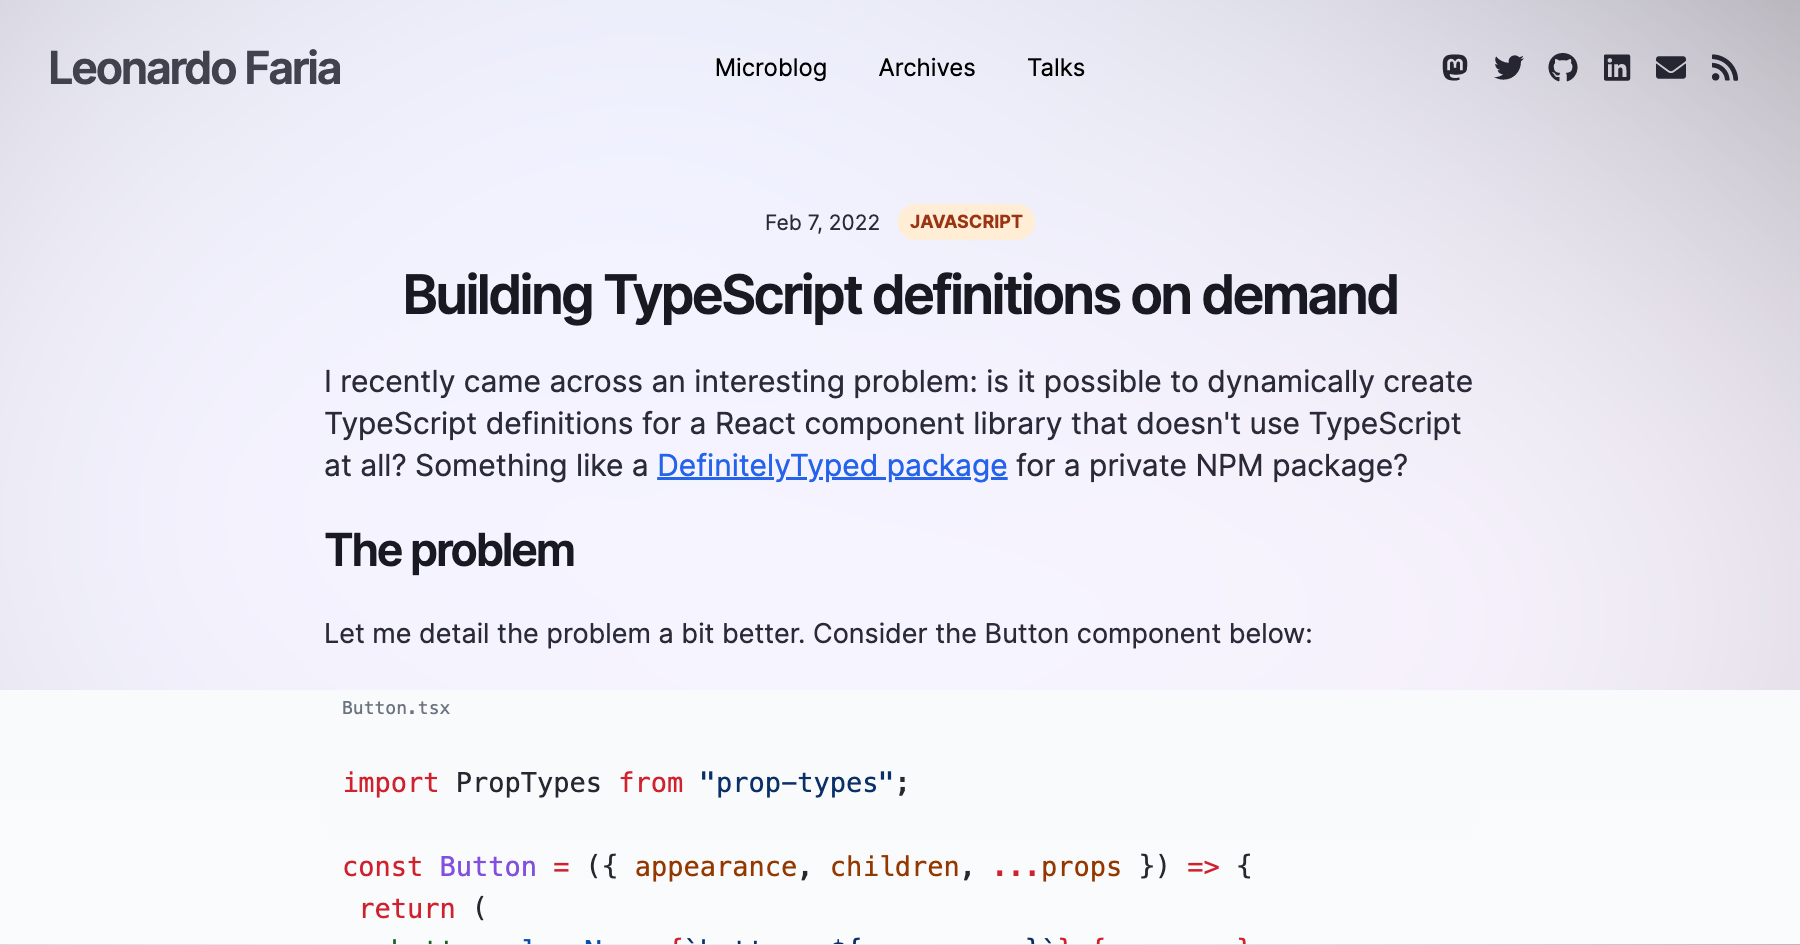 Leonardo Faria
Microblog Archives Talks
Feb 7, 2022 JAVASCRIPT
Building TypeScript definitions on demand
I recently came across an interesting problem: is it possible to dynamically create
TypeScript definitions for a React component library that doesn't use TypeScript
at all? Something like a DefinitelyTyped package for a private NPM package?
The problem
Let me detail the problem a bit better. Consider the Button component below:
Button.tsx
import PropTypes from "prop-types";
const Button = ({ appearance, children, ...props }) => {
return (